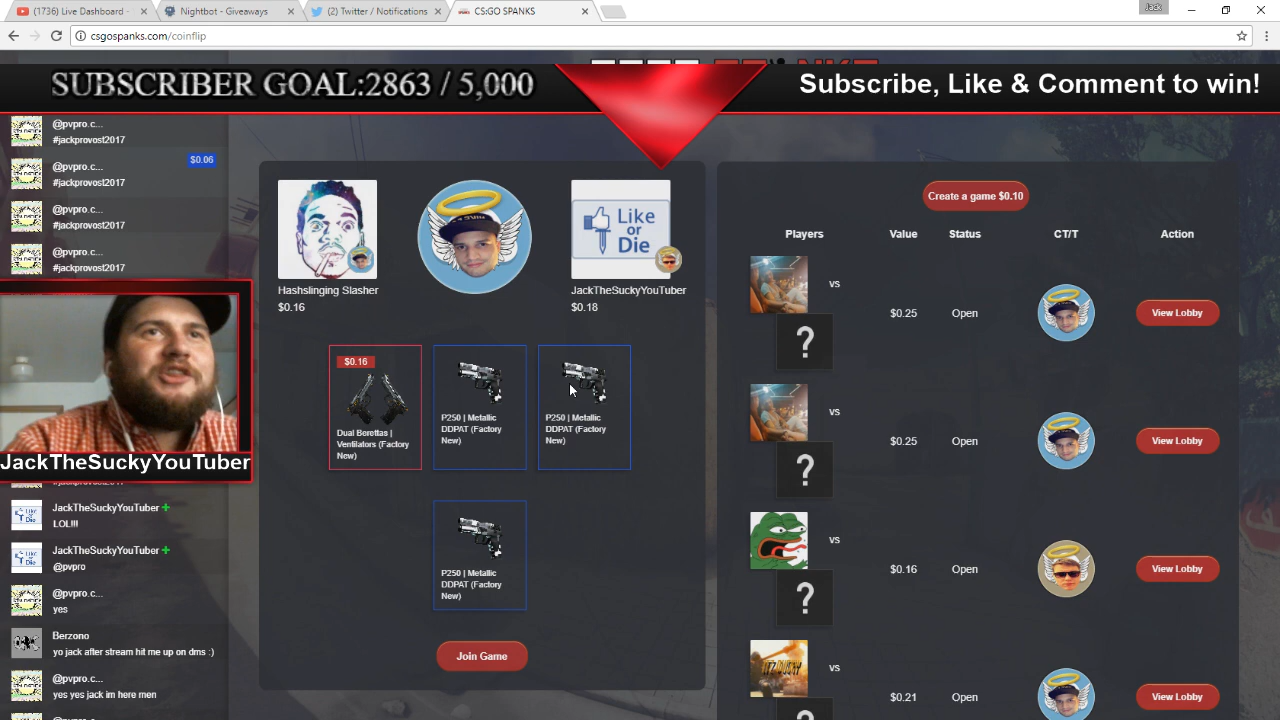 (1736) Live Dashboard -
Nightbot - Giveaways
(2) Twitter / Notifications
CS:GO SPANKS
Jack
csgospanks.com/coinflip
SUBSCRIBER GOAL:2863 / 5,000
Subscribe, Like & Comment to win!
@pvpro.c...
#jackprovost2017
$0.06
@pvpro.c...
#jackprovost2017
@pvpro.c...
#jackprovost2017
@pvpro.c...
#jackprovost2017
JackTheSuckyYouTuber
JackTheSuckyYouTuber +
LOL!!!
JackTheSuckyYouTuber +
@pvpro
@pvpro.c...
yes
Berzono
yo jack after stream hit me up on dms :)
@pvpro.c...
yes yes jack im here men
Hashslinging Slasher
$0.16
Like
or
Die
JackTheSuckyYouTuber
$0.18
$0.16
Dual Berettas |
Ventilators (Factory
New)
P250 | Metallic
DDPAT (Factory
New)
P250 | Metallic
DDPAT (Factory
New)
P250 | Metallic
DDPAT (Factory
New)
Join Game
Create a game $0.10
Players Value Status CT/T Action
vs
?
$0.25 Open View Lobby
vs
?
$0.25 Open View Lobby
vs
?
$0.16 Open View Lobby
vs
?
$0.21 Open View Lobby